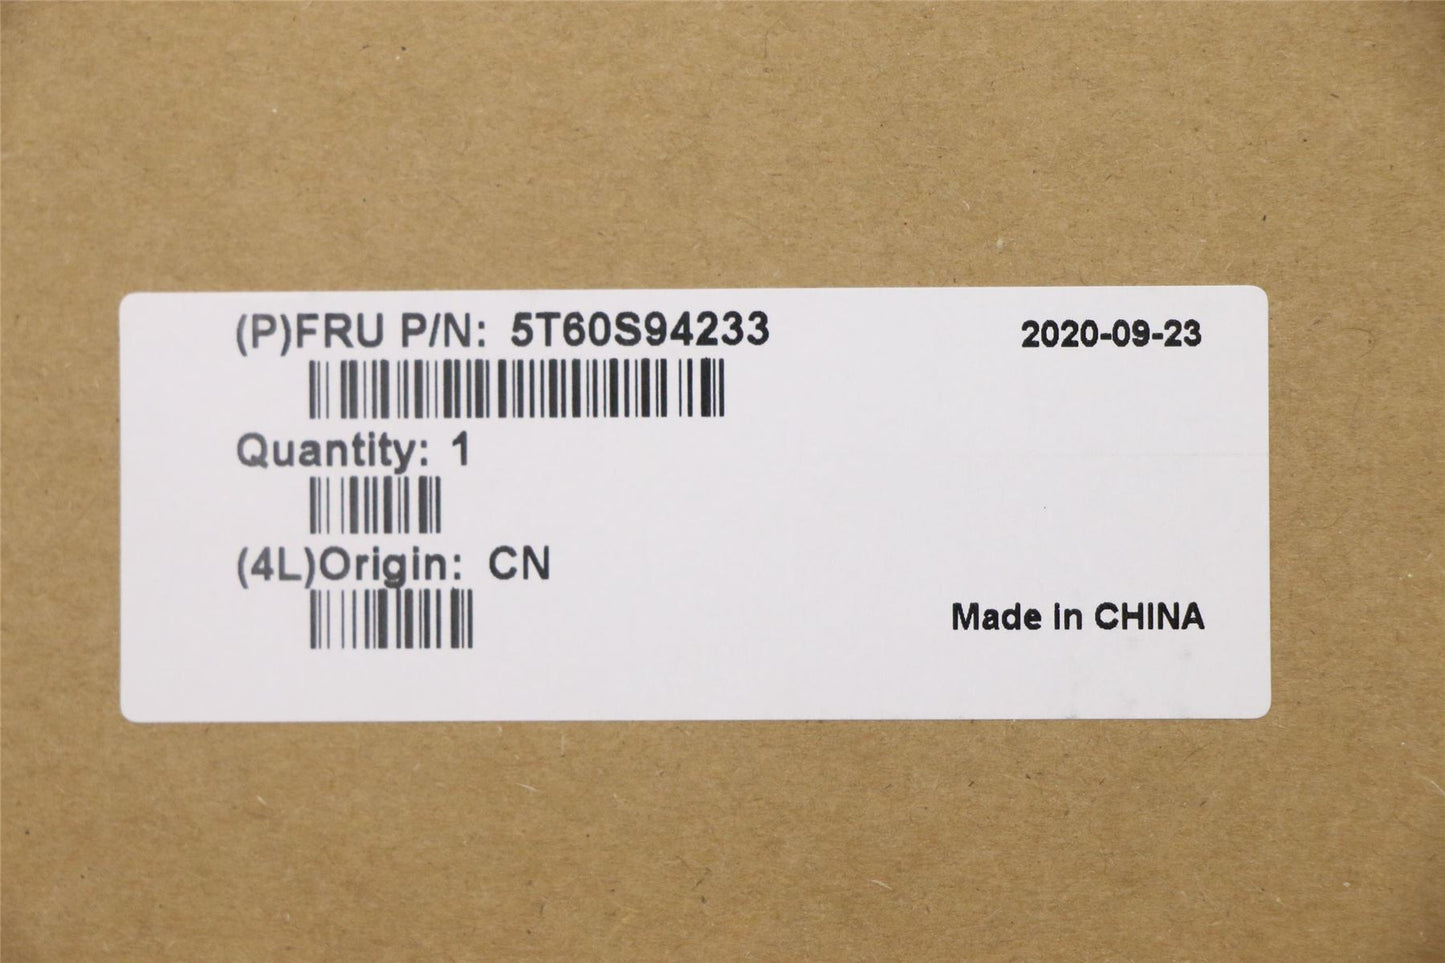 (P)FRU P/N: 5T60S94233
2020-09-23
Quantity: 1
(4L)Origin: CN
Made in CHINA